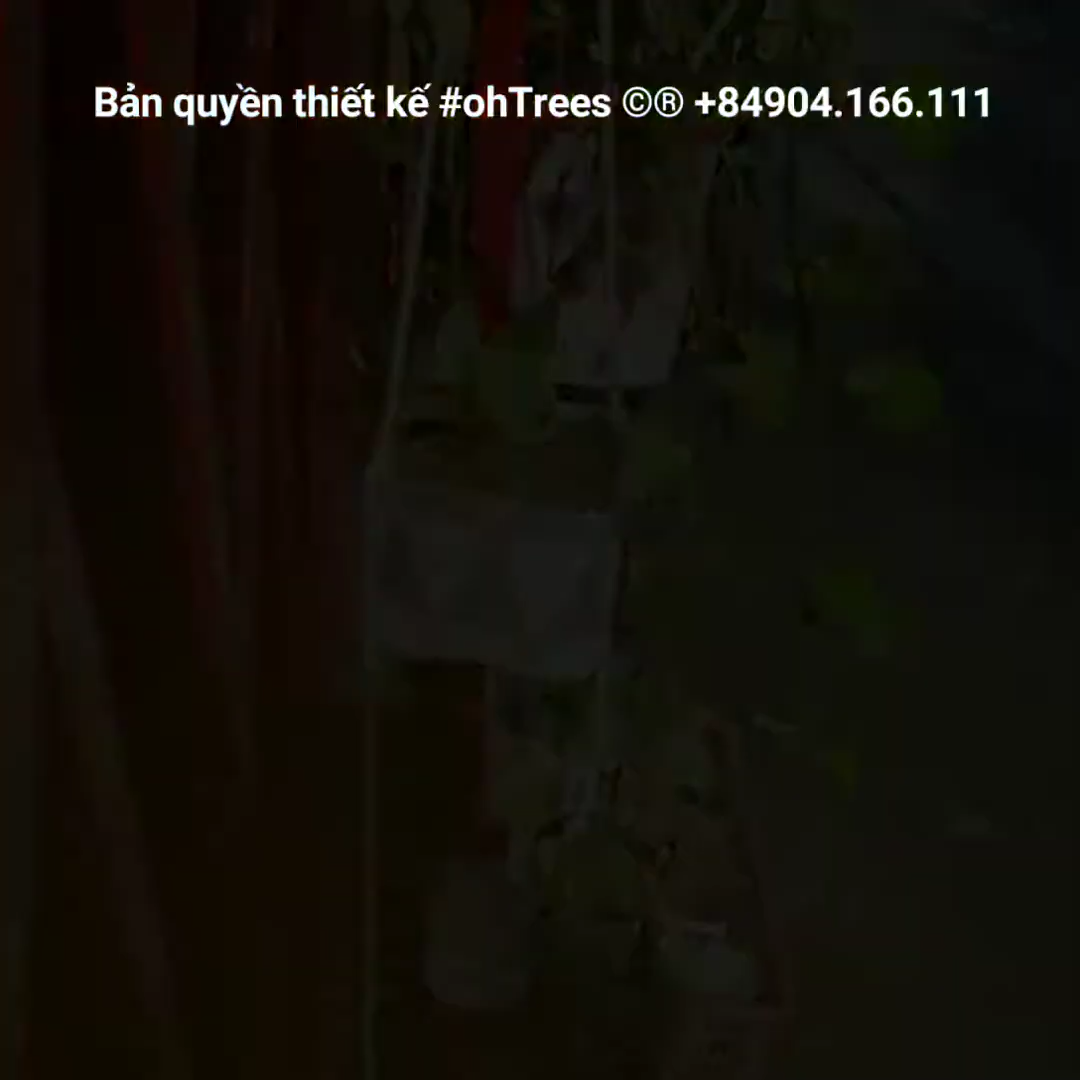 Bản quyền thiết kế #ohTrees ©® +84904.166.111